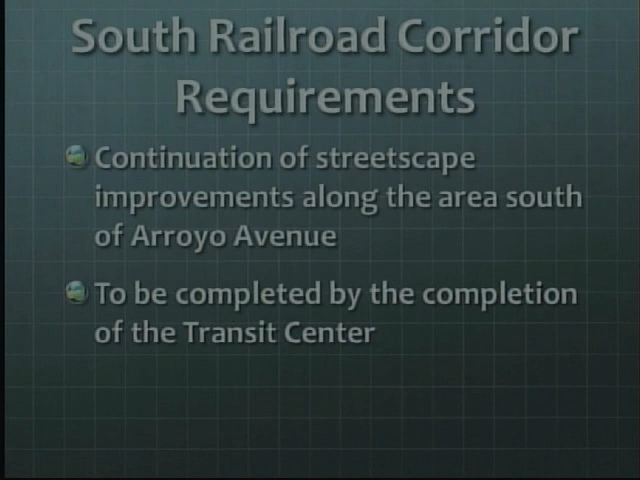 South Railroad Corridor
Requirements
Continuation of streetscape
improvements along the area south
of Arroyo Avenue
To be completed by the completion
of the Transit Center